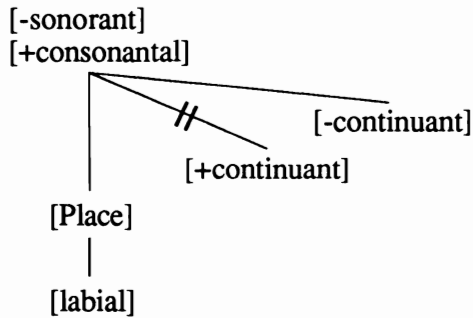 [-sonorant]
[+consonantal]
[-continuant]
[+continuant]
[Place]
[labial]